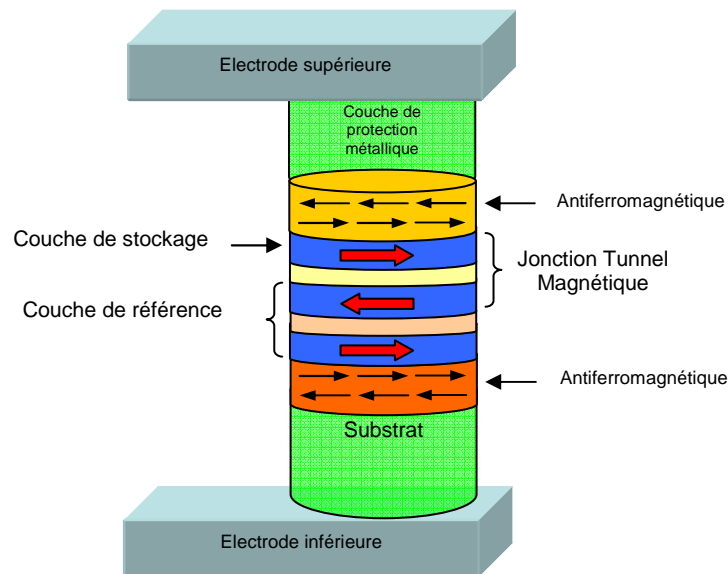 Electrode supérieure
Couche de
protection
métallique
Antiferromagnétique
Couche de stockage
Jonction Tunnel
Magnétique
Couche de référence
Antiferromagnétique
Substrat
Electrode inférieure